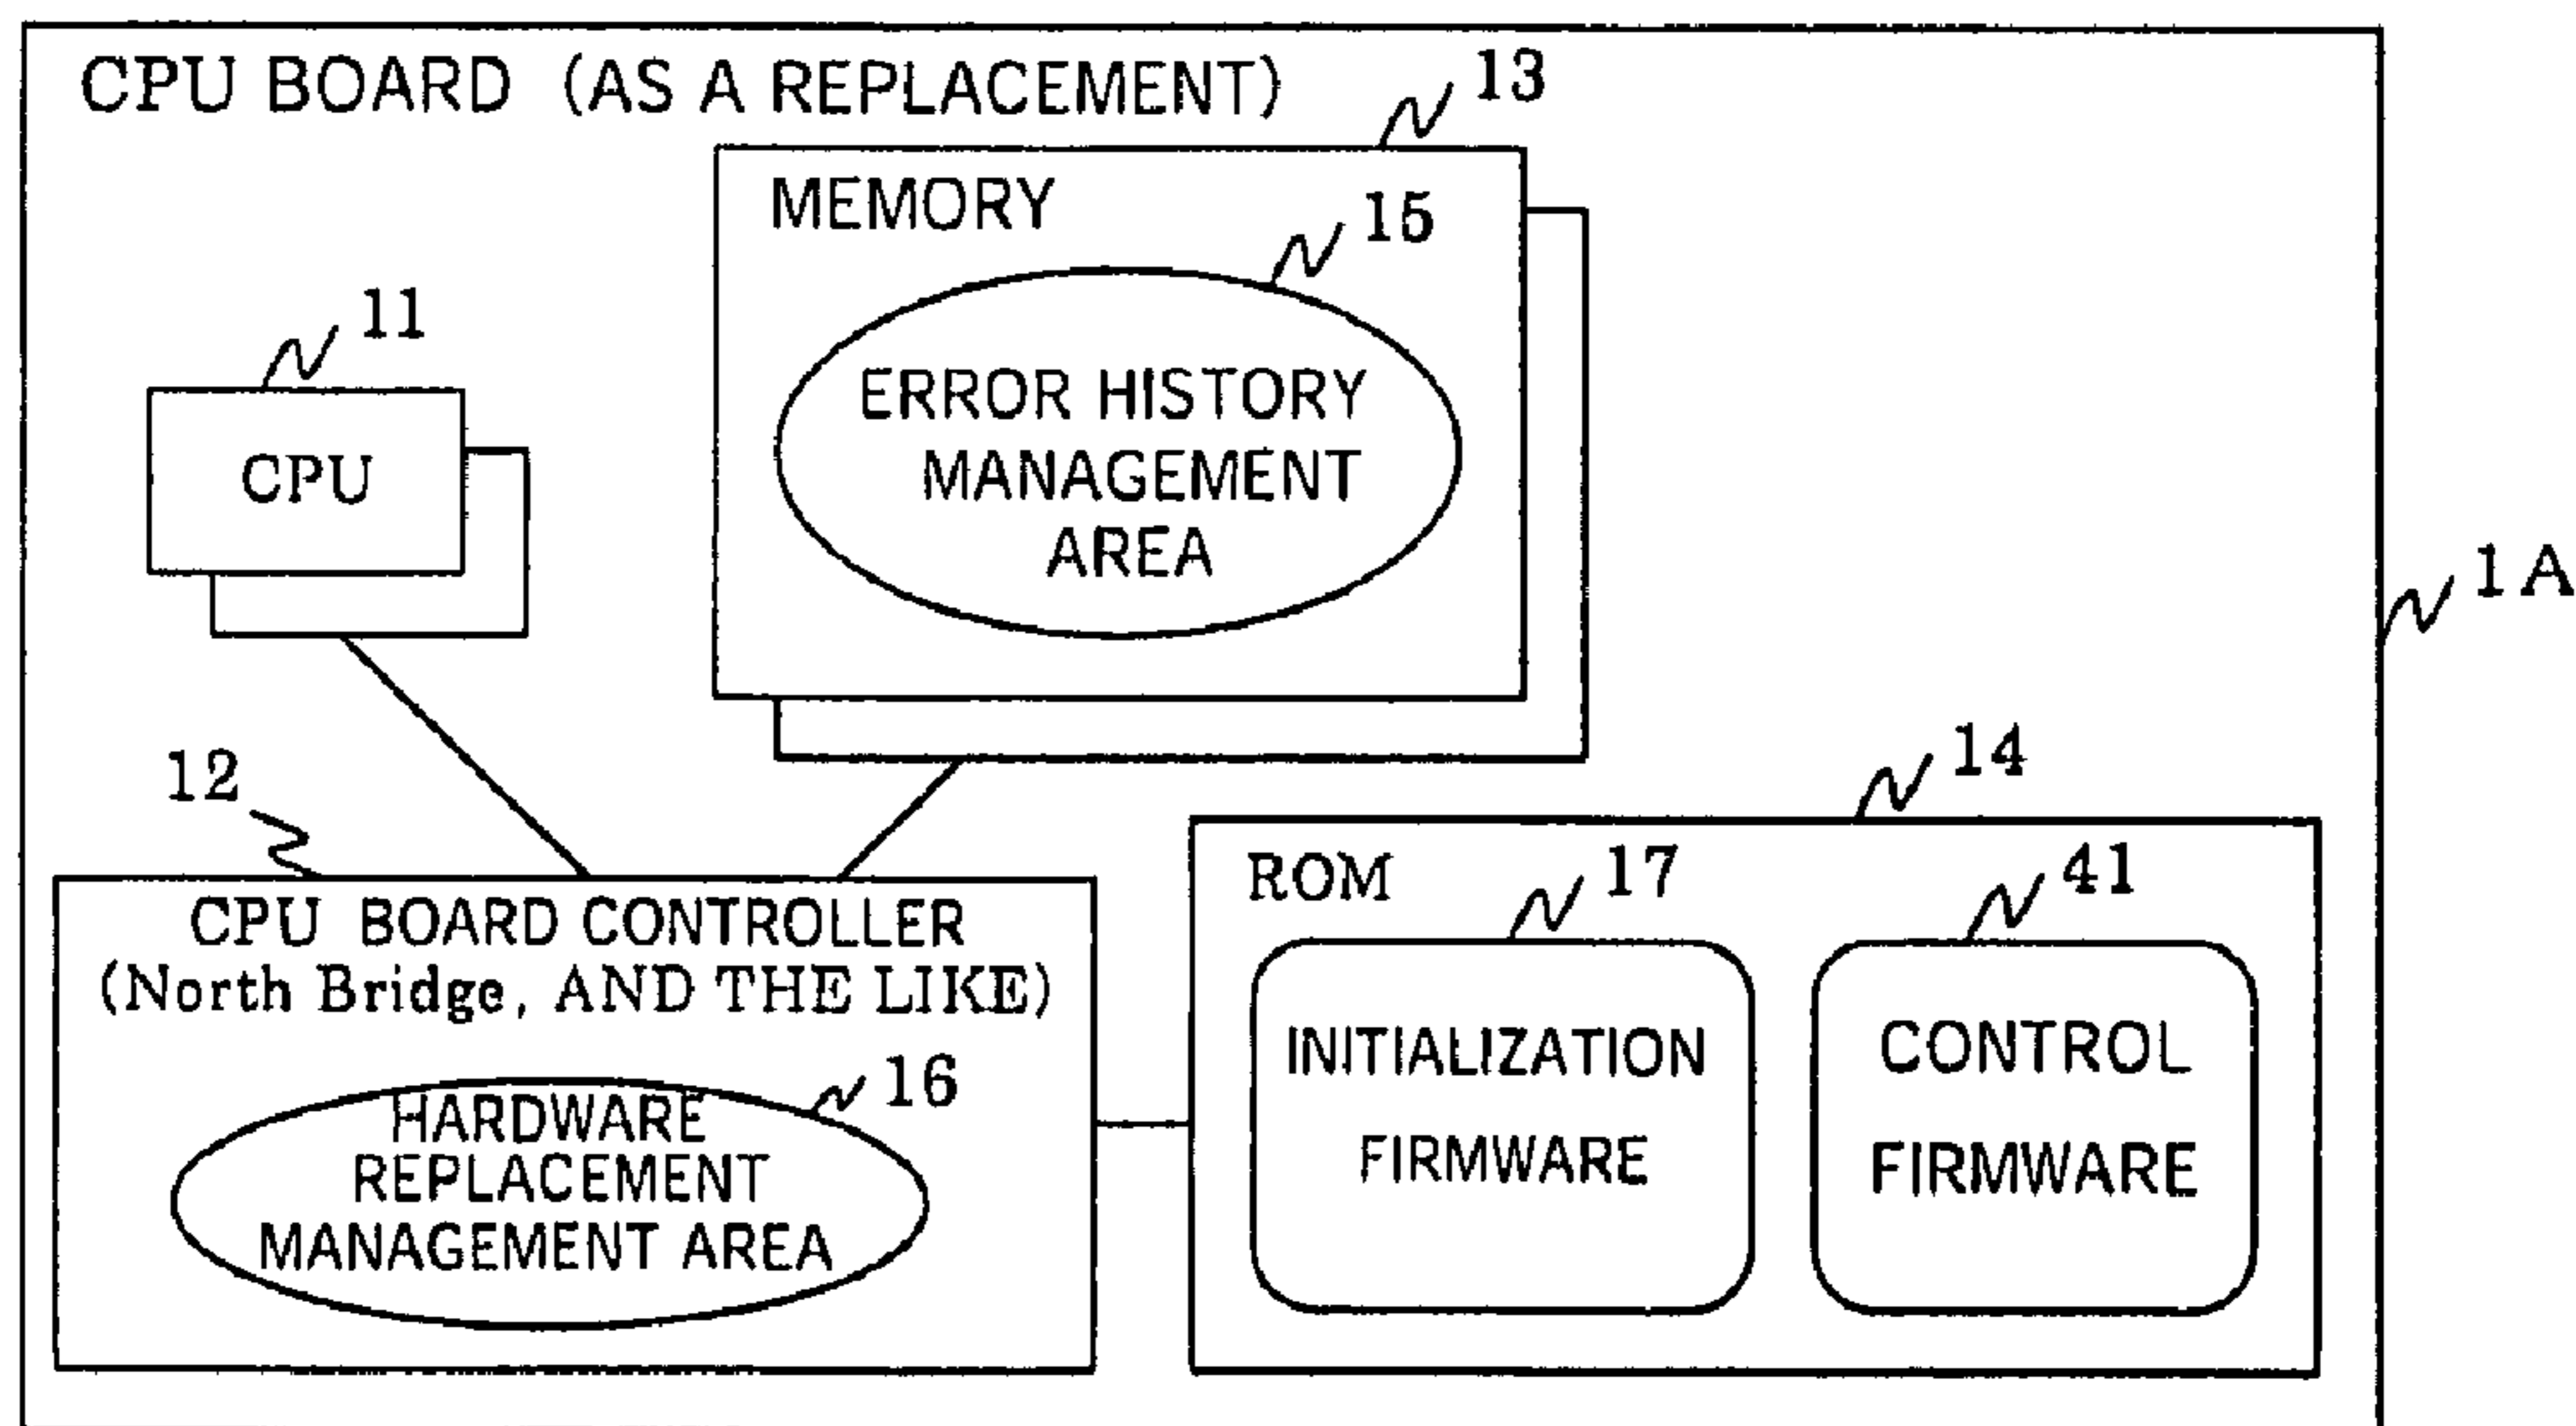 CPU BOARD (AS A REPLACEMENT)
13
MEMORY
15
ERROR HISTORY
MANAGEMENT
AREA
11
CPU
1A
12
CPU BOARD CONTROLLER
(North Bridge, AND THE LIKE)
16
HARDWARE
REPLACEMENT
MANAGEMENT AREA
14
ROM
17
INITIALIZATION
FIRMWARE
41
CONTROL
FIRMWARE